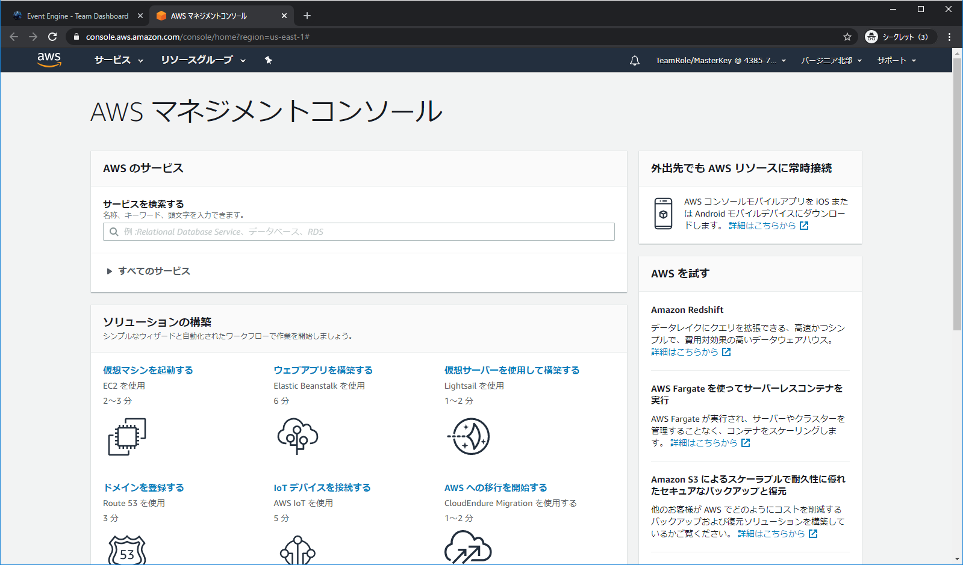 Event Engine - Team Dashboard
AWS マネジメントコンソール
console.aws.amazon.com/console/home?region=us-east-1#
シークレット (3)
aws
サービス
リソースグループ
TeamRole/MasterKey @ 4385-7...
バージニア北部
サポート
AWS マネジメントコンソール
AWS のサービス
サービスを検索する
名称、キーワード、頭文字を入力できます。
例:Relational Database Service、データベース、RDS
すべてのサービス
ソリューションの構築
シンプルなウィザードと自動化されたワークフローで作業を開始しましょう。
仮想マシンを起動する
EC2 を使用
2～3 分
ウェブアプリを構築する
Elastic Beanstalk を使用
6 分
仮想サーバーを使用して構築する
Lightsail を使用
1～2 分
ドメインを登録する
Route 53 を使用
3 分
53
IoT デバイスを接続する
AWS IoT を使用
5 分
AWS への移行を開始する
CloudEndure Migration を使用する
1～2 分
外出先でも AWS リソースに常時接続
AWS コンソールモバイルアプリを iOS また
は Android モバイルデバイスにダウンロー
ドします。 詳細はこちらから
AWS を試す
Amazon Redshift
データレイクにクエリを拡張できる、高速かつシン
プルで、費用対効果の高いデータウェアハウス。
詳細はこちらから
AWS Fargate を使ってサーバーレスコンテナを
実行
AWS Fargate が実行され、サーバーやクラスターを
管理することなく、コンテナをスケーリングしま
す。 詳細はこちらから
Amazon S3 によるスケーラブルで耐久性に優れ
たセキュアなバックアップと復元
他のお客様が AWS でどのようにコストを削減する
バックアップおよび復元ソリューションを構築して
いるかご覧ください。 詳細はこちらから